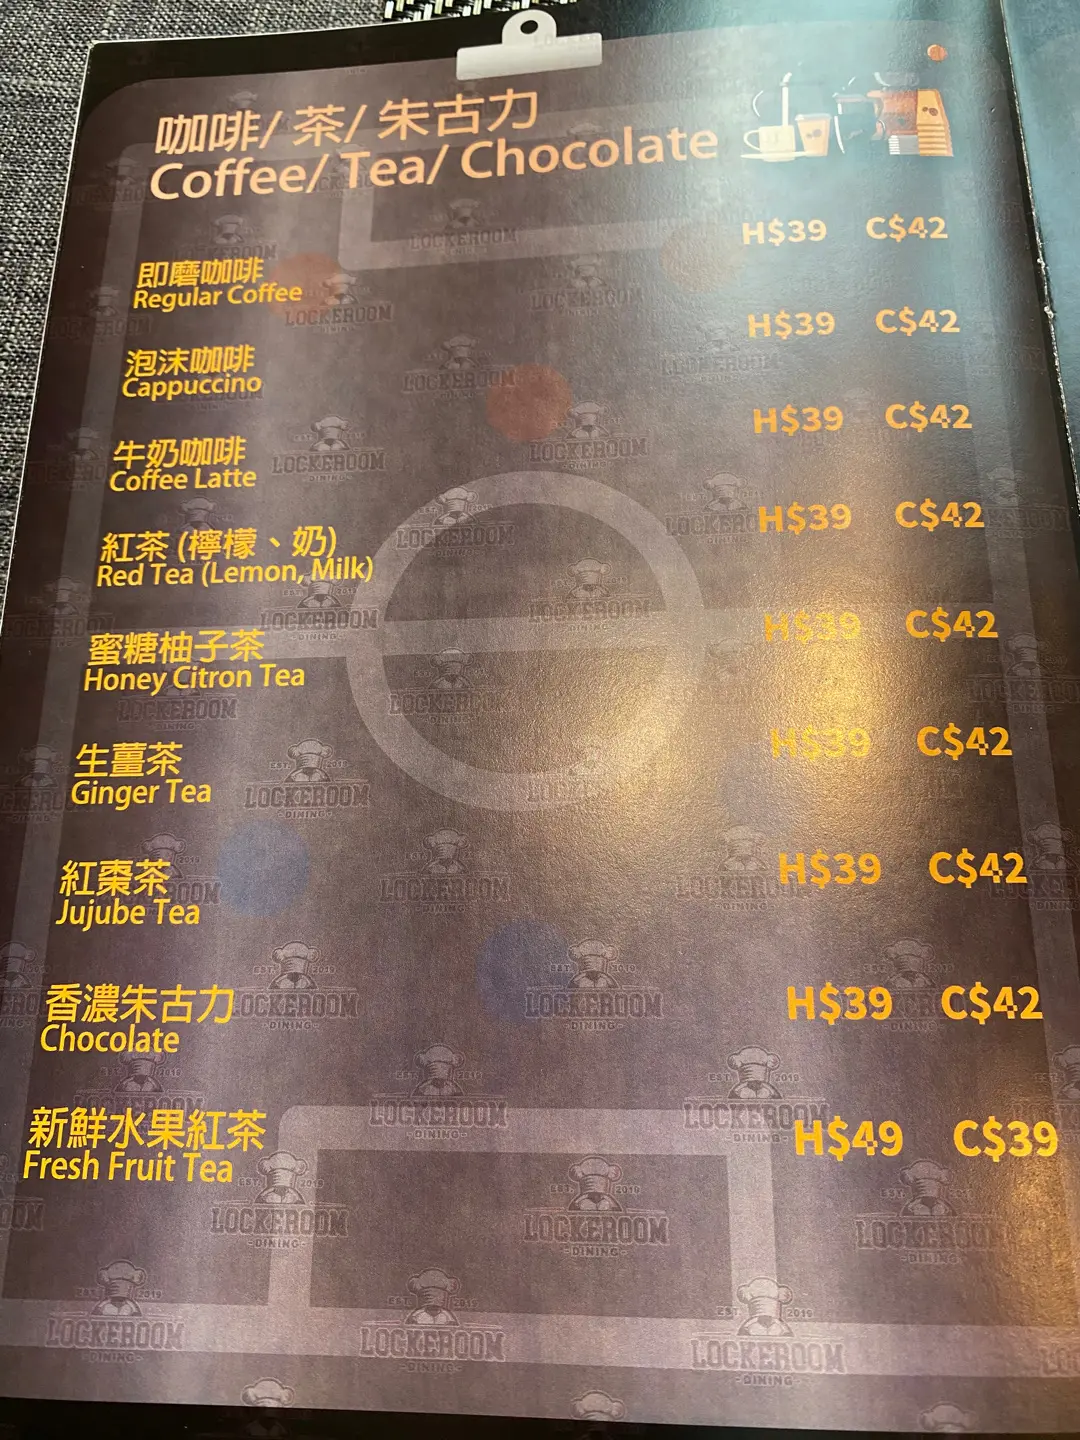 咖啡/ 茶/ 朱古力
Coffee/ Tea/ Chocolate
即磨咖啡 H$39 C$42
Regular Coffee
泡沫咖啡 H$39 C$42
Cappuccino
牛奶咖啡 H$39 C$42
Coffee Latte
紅茶 (檸檬、奶) H$39 C$42
Red Tea (Lemon, Milk)
蜜糖柚子茶 H$39 C$42
Honey Citron Tea
生薑茶 H$39 C$42
Ginger Tea
紅棗茶 H$39 C$42
Jujube Tea
香濃朱古力 H$39 C$42
Chocolate
新鮮水果紅茶 H$49 C$39
Fresh Fruit Tea
EST. 2019
LOCKEROOM
-DINING-